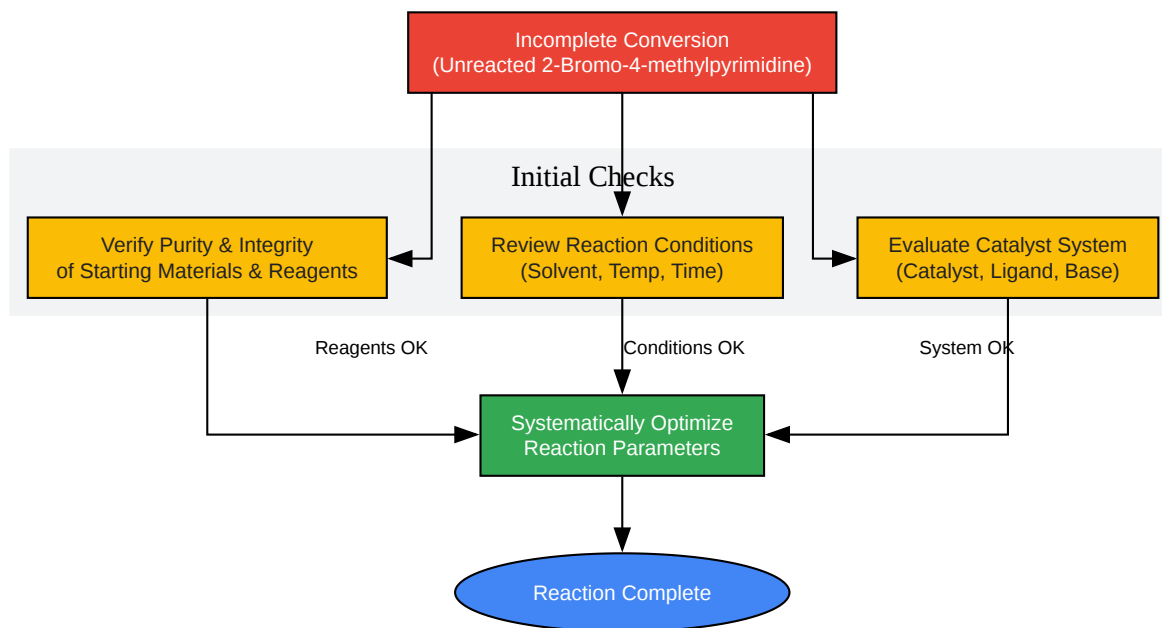 Incomplete Conversion
(Unreacted 2-Bromo-4-methylpyrimidine)
Initial Checks
Verify Purity & Integrity
of Starting Materials & Reagents
Review Reaction Conditions
(Solvent, Temp, Time)
Evaluate Catalyst System
(Catalyst, Ligand, Base)
Reagents OK
Conditions OK
System OK
Systematically Optimize
Reaction Parameters
Reaction Complete